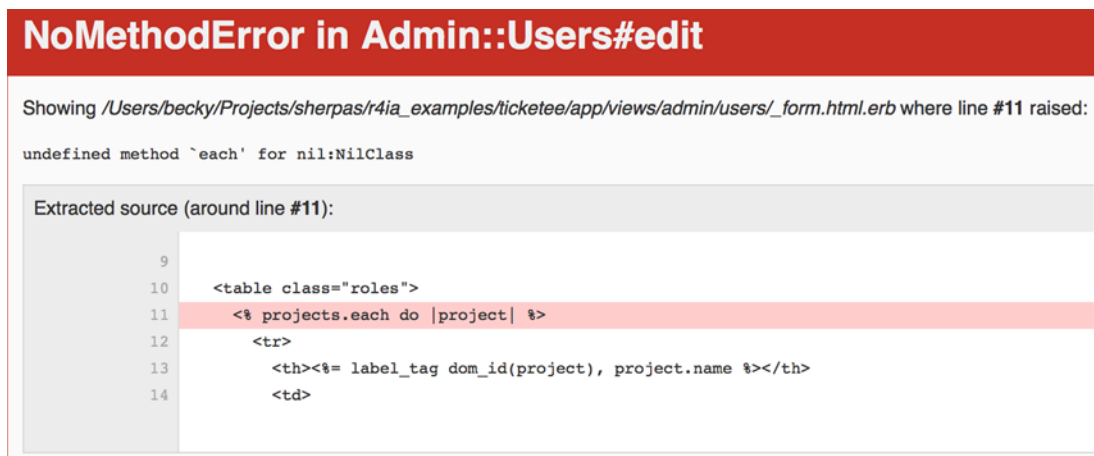 NoMethodError in Admin::Users#edit
Showing /Users/becky/Projects/sherpas/r4ia_examples/ticketee/app/views/admin/users/_form.html.erb where line #11 raised:
undefined method `each' for nil:NilClass
Extracted source (around line #11):
9
10 <table class="roles">
11 <% projects.each do |project| %>
12 <tr>
13 <th><%= label_tag dom_id(project), project.name %></th>
14 <td>